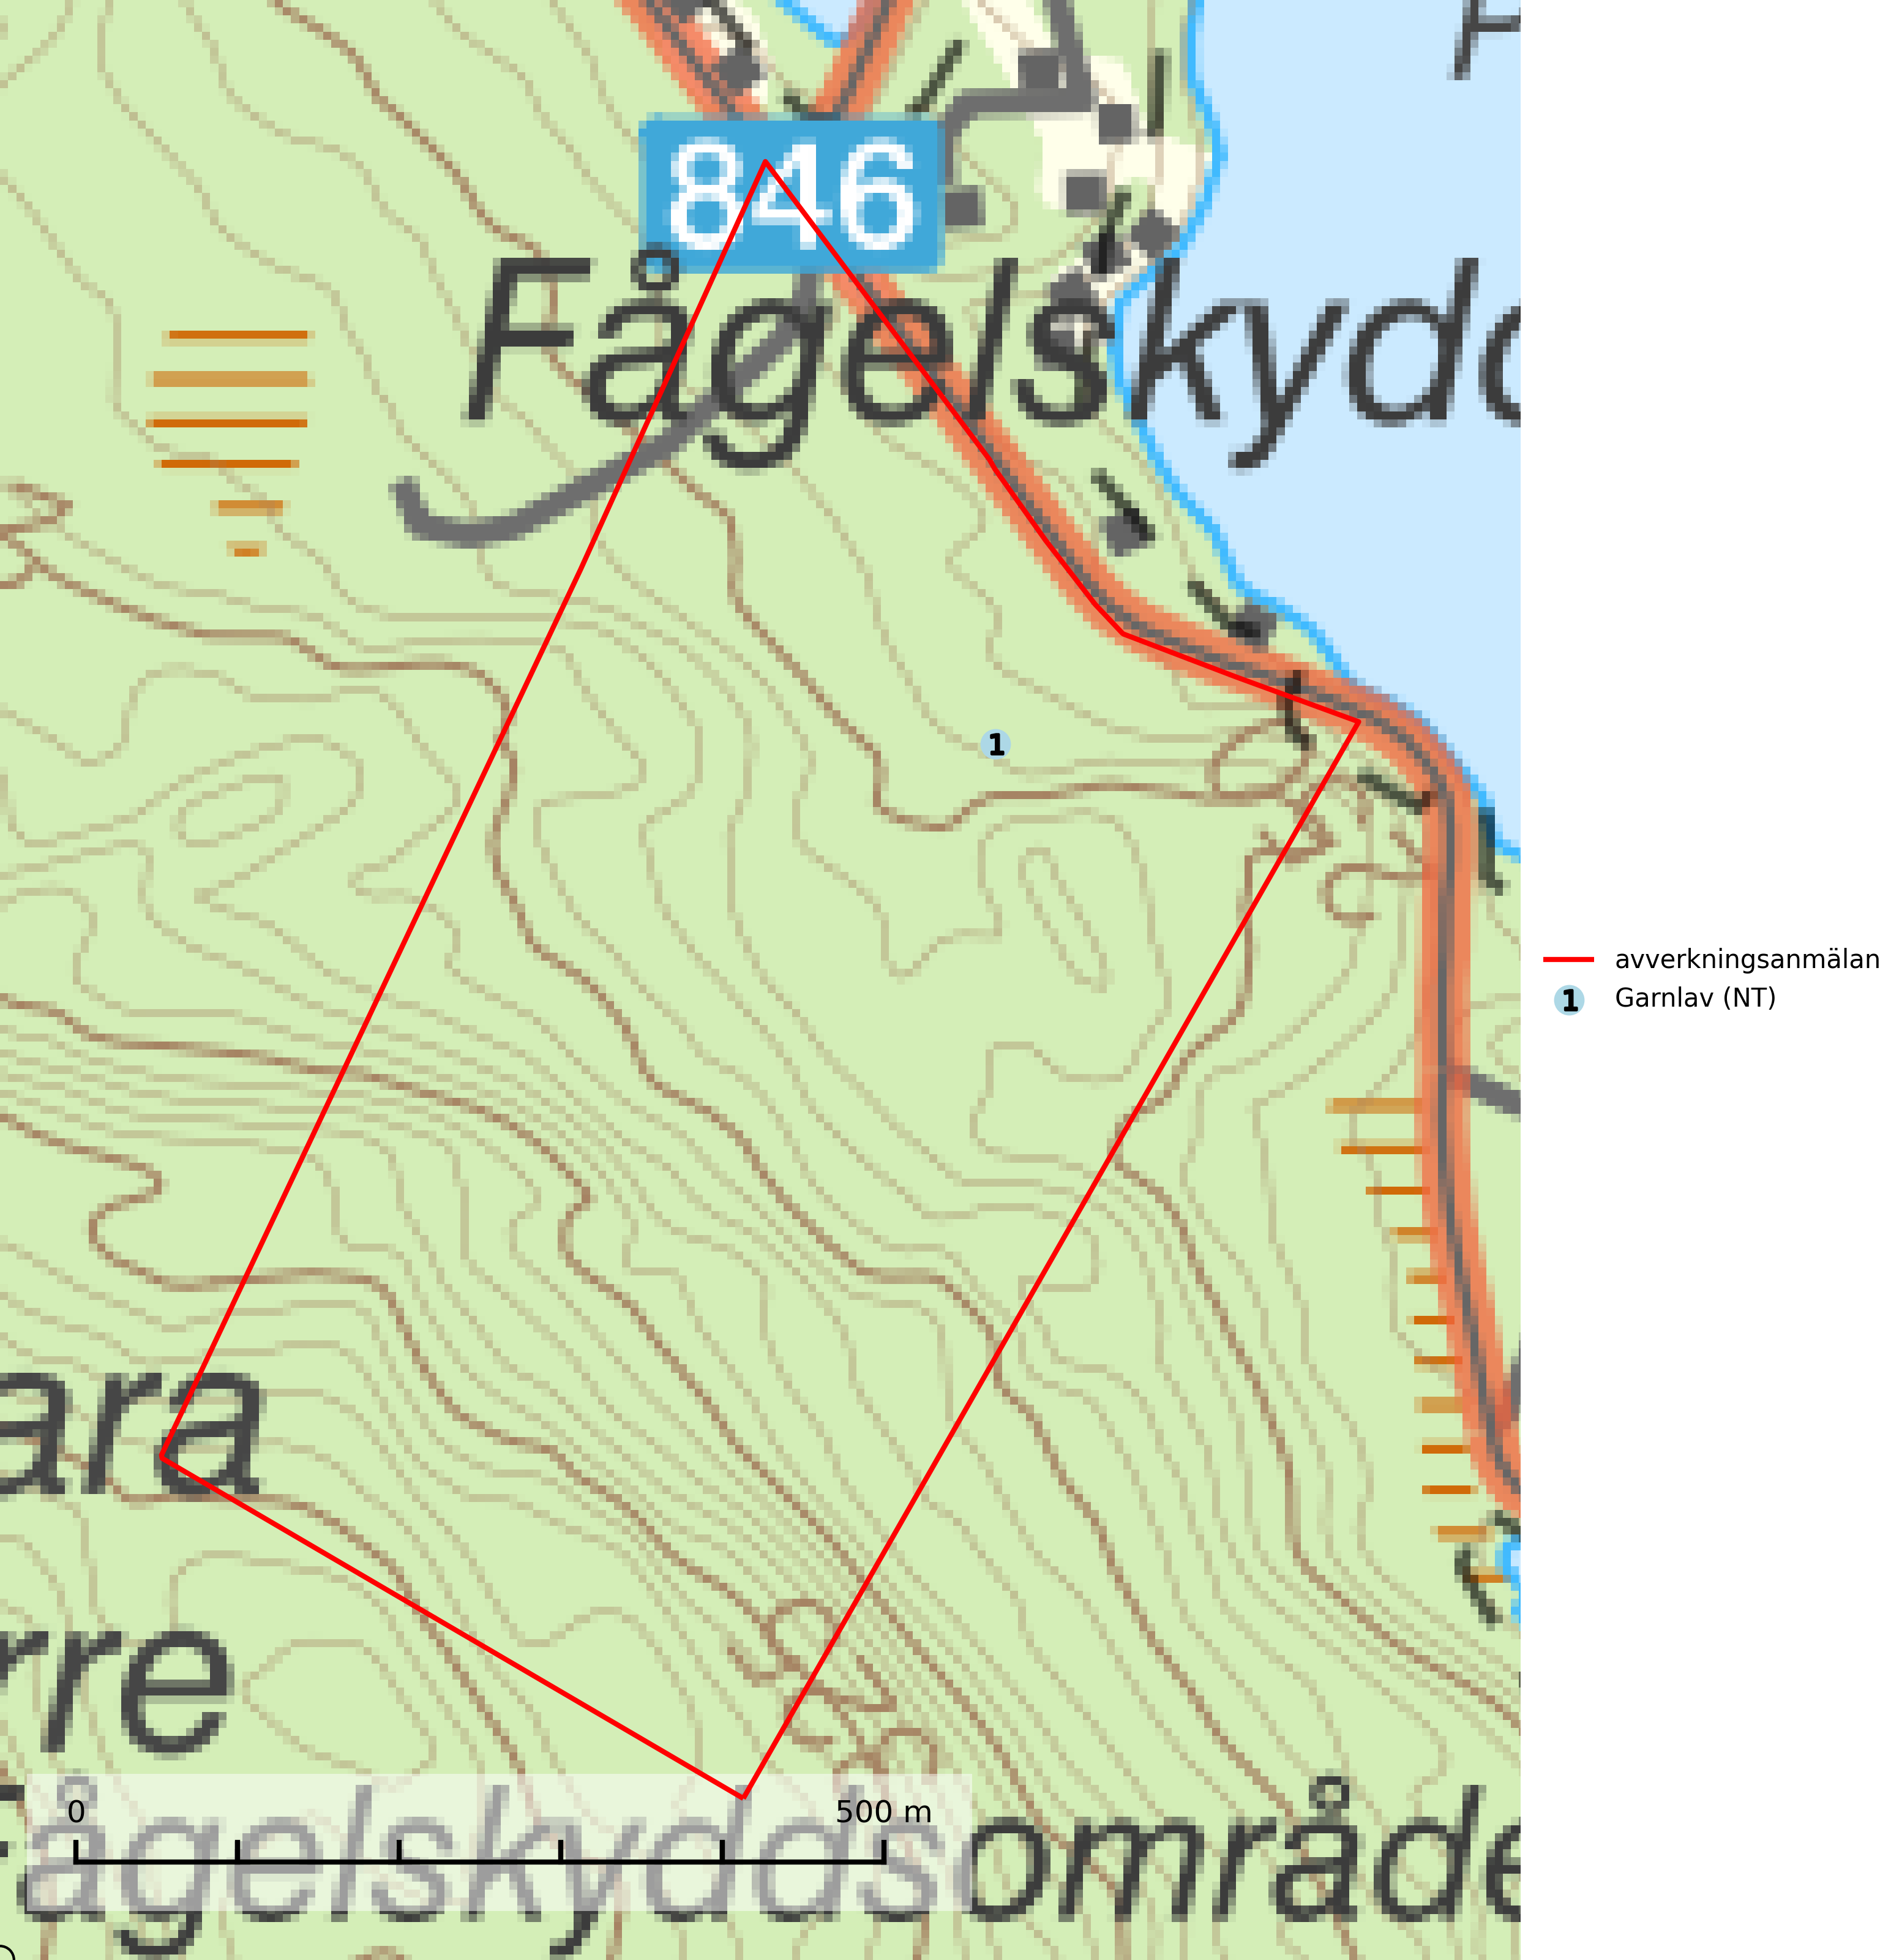 846
Fågelskydd
1
avverkningsanmälan
1 Garnlav (NT)
ara
rre
0 500 m
Fågelskyddsområde